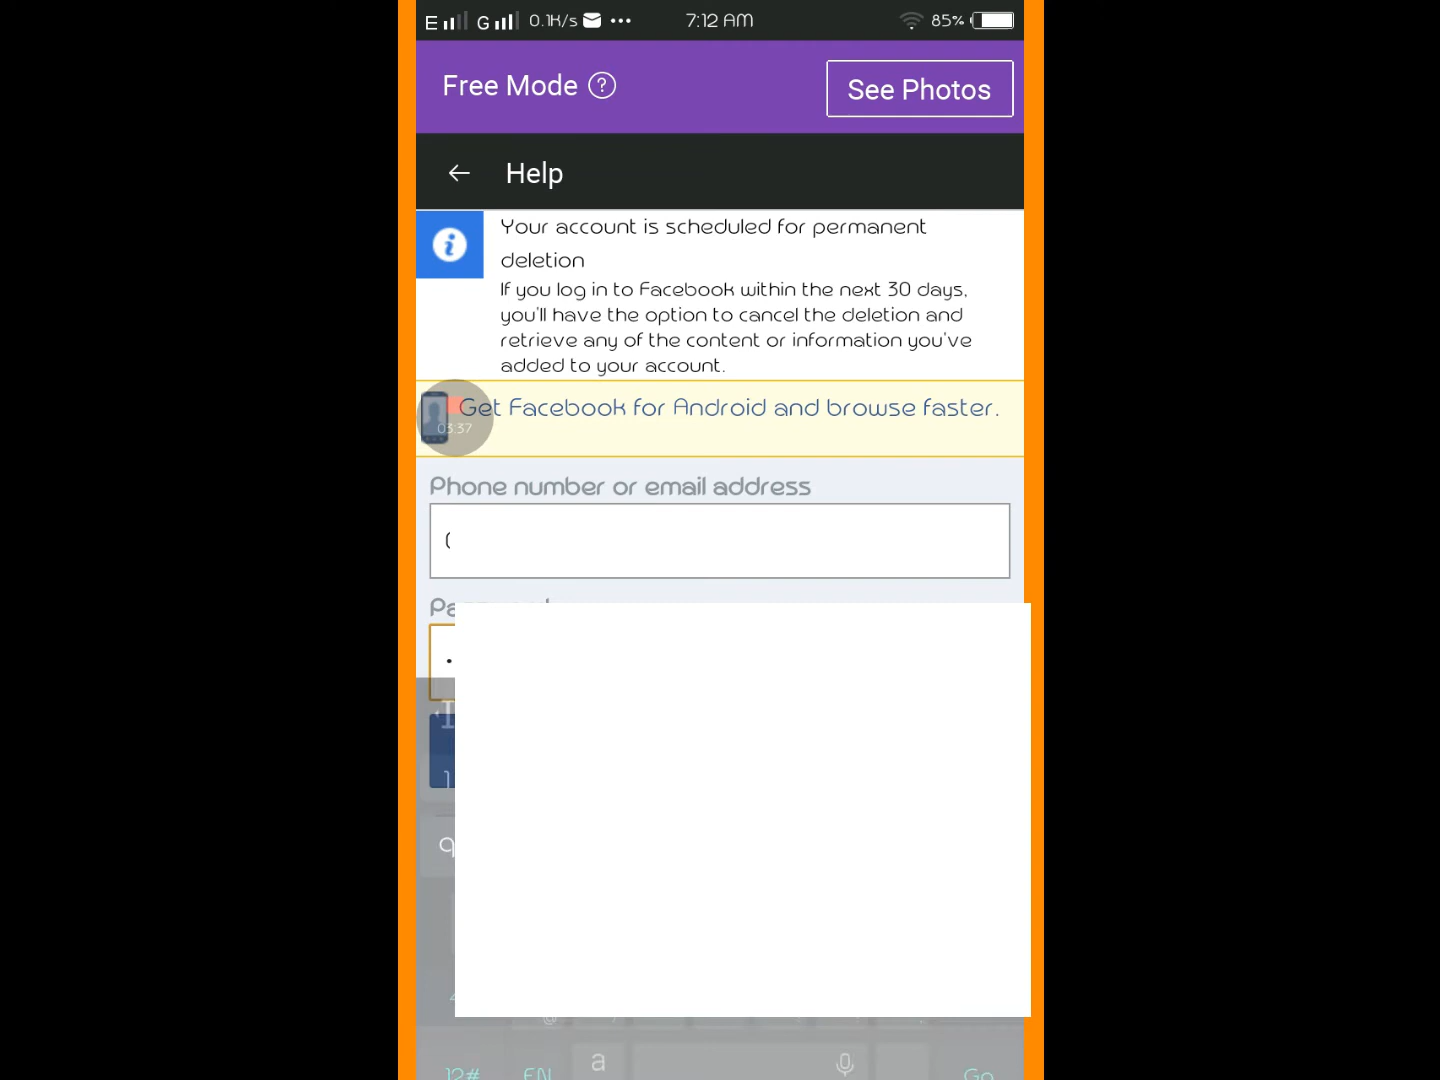 E G 0.1K/s 7:12 AM 85%
Free Mode ? See Photos
Help
Your account is scheduled for permanent
deletion
If you log in to Facebook within the next 30 days,
you'll have the option to cancel the deletion and
retrieve any of the content or information you've
added to your account.
Get Facebook for Android and browse faster.
03:37
Phone number or email address
q
a
12# EN Go